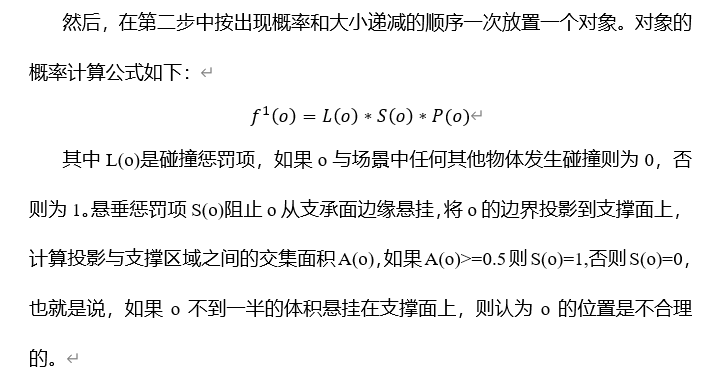 然后，在第二步中按出现概率和大小递减的顺序一次放置一个对象。对象的
概率计算公式如下：↵
f¹(o) = L(o) ∗ S(o) ∗ P(o)↵
其中 L(o)是碰撞惩罚项，如果 o 与场景中任何其他物体发生碰撞则为 0，否
则为 1。悬垂惩罚项 S(o)阻止 o 从支承面边缘悬挂，将 o 的边界投影到支撑面上，
计算投影与支撑区域之间的交集面积 A(o)，如果 A(o)>=0.5 则 S(o)=1,否则 S(o)=0，
也就是说，如果 o 不到一半的体积悬挂在支撑面上，则认为 o 的位置是不合理
的。↵